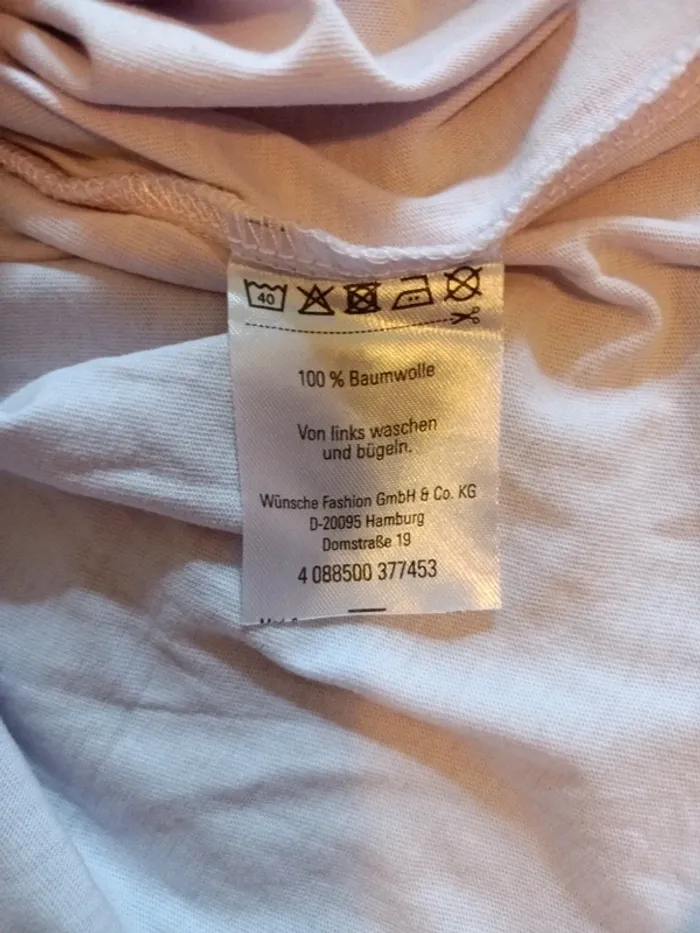 40
100 % Baumwolle
Von links waschen
und bügeln.
Wünsche Fashion GmbH & Co. KG
D-20095 Hamburg
Domstraße 19
4 088500 377453